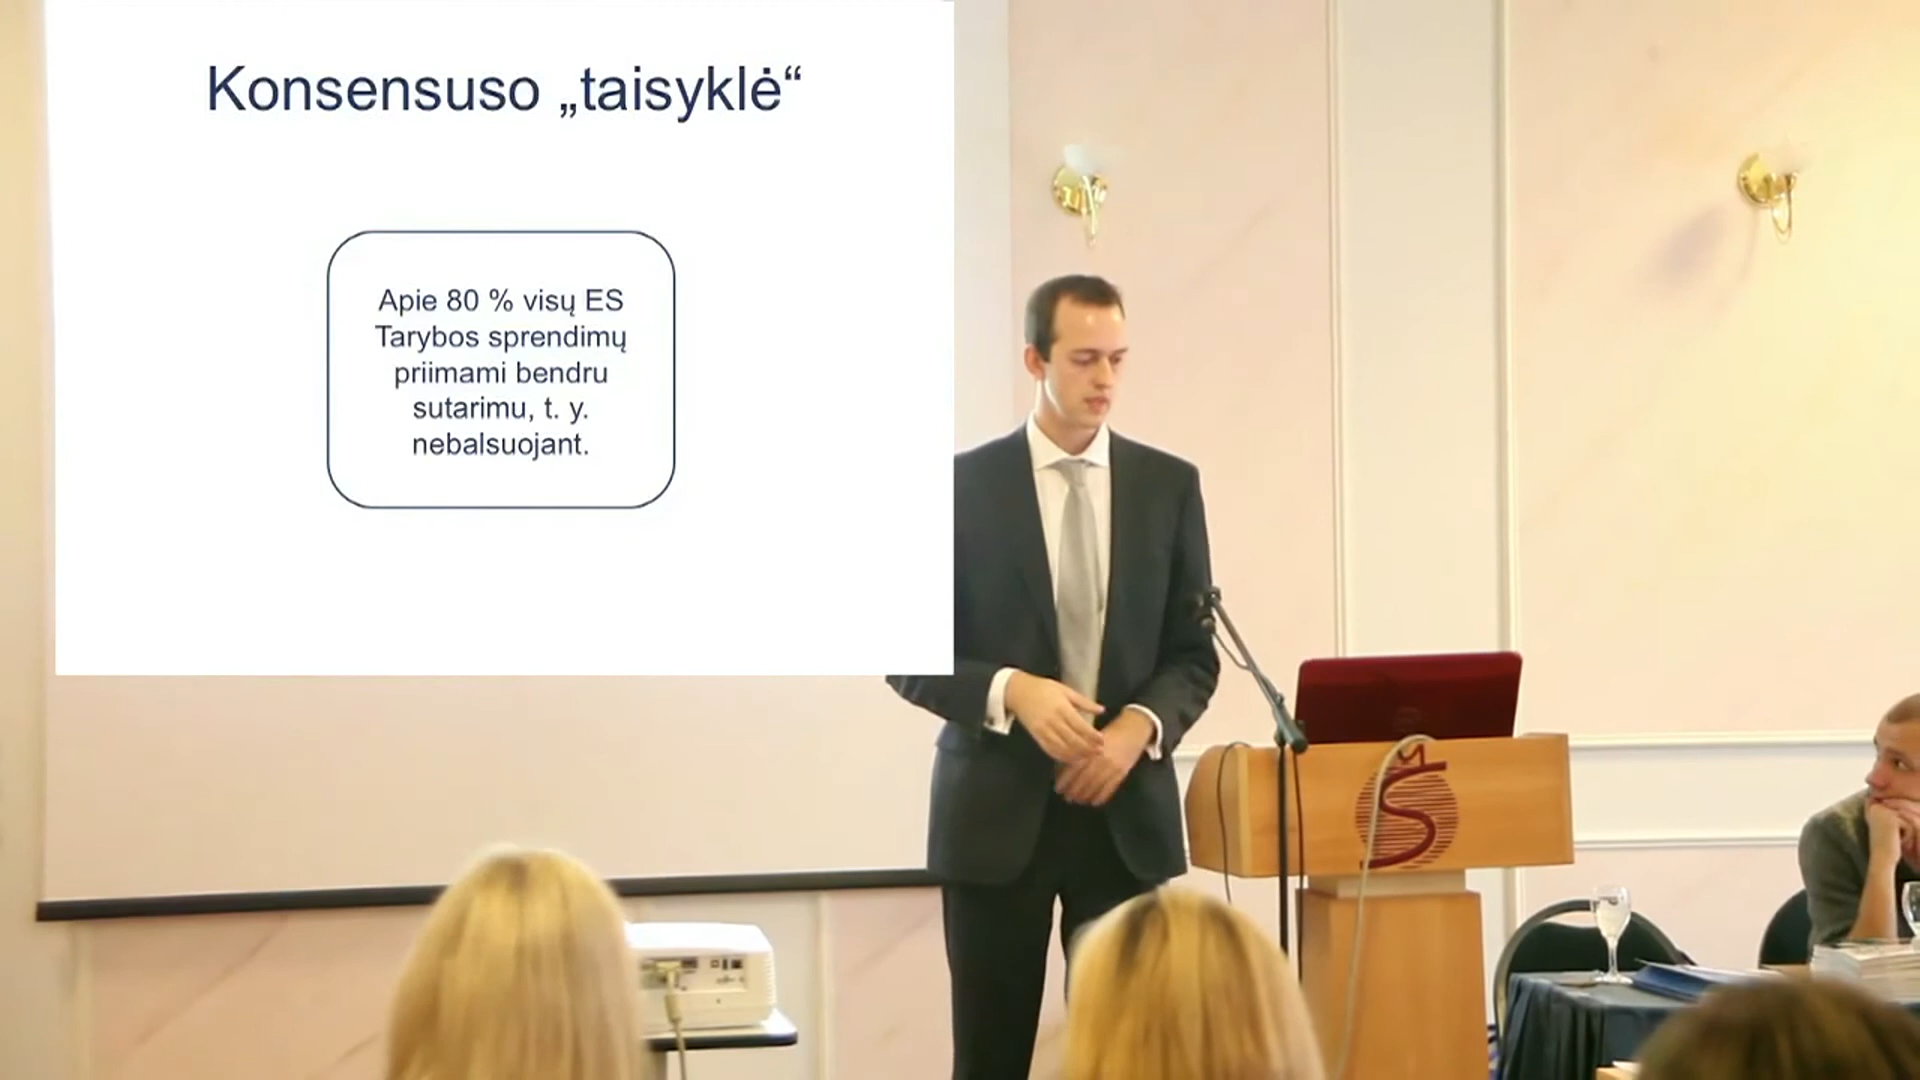 Konsensuso „taisyklė“
Apie 80 % visų ES
Tarybos sprendimų
priimami bendru
sutarimu, t. y.
nebalsuojant.